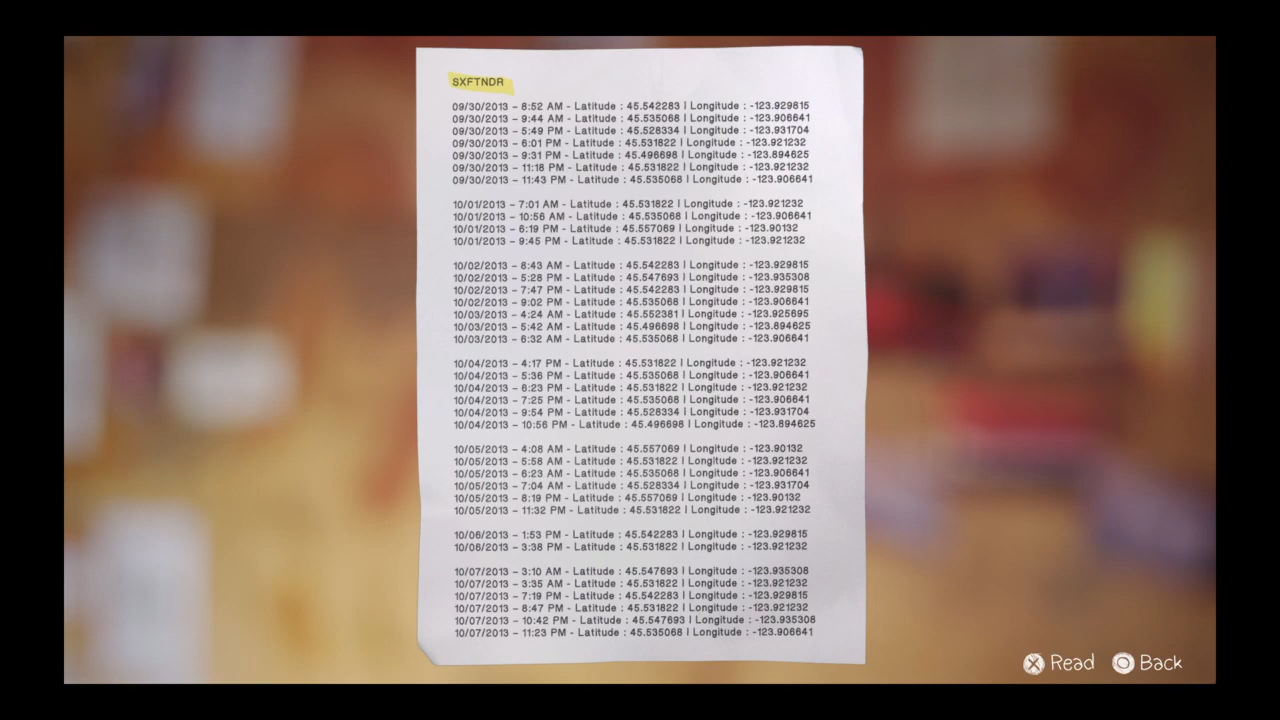 SXFTNDR
09/30/2013 – 8:52 AM - Latitude : 45.542283 | Longitude : -123.929815
09/30/2013 – 9:44 AM - Latitude : 45.535068 | Longitude : -123.906641
09/30/2013 – 5:49 PM - Latitude : 45.528334 | Longitude : -123.931704
09/30/2013 – 6:01 PM - Latitude : 45.531822 | Longitude : -123.921232
09/30/2013 – 9:31 PM - Latitude : 45.496698 | Longitude : -123.894625
09/30/2013 – 11:18 PM - Latitude : 45.531822 | Longitude : -123.921232
09/30/2013 – 11:43 PM - Latitude : 45.535068 | Longitude : -123.906641
10/01/2013 – 7:01 AM - Latitude : 45.531822 | Longitude : -123.921232
10/01/2013 – 10:56 AM - Latitude : 45.535068 | Longitude : -123.906641
10/01/2013 – 6:19 PM - Latitude : 45.557069 | Longitude : -123.90132
10/01/2013 – 9:45 PM - Latitude : 45.531822 | Longitude : -123.921232
10/02/2013 – 8:43 AM - Latitude : 45.542283 | Longitude : -123.929815
10/02/2013 – 5:28 PM - Latitude : 45.547693 | Longitude : -123.935308
10/02/2013 – 7:47 PM - Latitude : 45.542283 | Longitude : -123.929815
10/02/2013 – 9:02 PM - Latitude : 45.535068 | Longitude : -123.906641
10/03/2013 – 4:24 AM - Latitude : 45.552381 | Longitude : -123.925695
10/03/2013 – 5:42 AM - Latitude : 45.496698 | Longitude : -123.894625
10/03/2013 – 6:32 AM - Latitude : 45.535068 | Longitude : -123.906641
10/04/2013 – 4:17 PM - Latitude : 45.531822 | Longitude : -123.921232
10/04/2013 – 5:36 PM - Latitude : 45.535068 | Longitude : -123.906641
10/04/2013 – 6:23 PM - Latitude : 45.531822 | Longitude : -123.921232
10/04/2013 – 7:25 PM - Latitude : 45.535068 | Longitude : -123.906641
10/04/2013 – 9:54 PM - Latitude : 45.528334 | Longitude : -123.931704
10/04/2013 – 10:56 PM - Latitude : 45.496698 | Longitude : -123.894625
10/05/2013 – 4:08 AM - Latitude : 45.557069 | Longitude : -123.90132
10/05/2013 – 5:58 AM - Latitude : 45.531822 | Longitude : -123.921232
10/05/2013 – 6:23 AM - Latitude : 45.535068 | Longitude : -123.906641
10/05/2013 – 7:04 AM - Latitude : 45.528334 | Longitude : -123.931704
10/05/2013 – 8:19 PM - Latitude : 45.557069 | Longitude : -123.90132
10/05/2013 – 11:32 PM - Latitude : 45.531822 | Longitude : -123.921232
10/06/2013 – 1:53 PM - Latitude : 45.542283 | Longitude : -123.929815
10/06/2013 – 3:38 PM - Latitude : 45.531822 | Longitude : -123.921232
10/07/2013 – 3:10 AM - Latitude : 45.547693 | Longitude : -123.935308
10/07/2013 – 3:35 AM - Latitude : 45.531822 | Longitude : -123.921232
10/07/2013 – 7:19 PM - Latitude : 45.542283 | Longitude : -123.929815
10/07/2013 – 8:47 PM - Latitude : 45.531822 | Longitude : -123.921232
10/07/2013 – 10:42 PM - Latitude : 45.547693 | Longitude : -123.935308
10/07/2013 – 11:23 PM - Latitude : 45.535068 | Longitude : -123.906641
Read Back